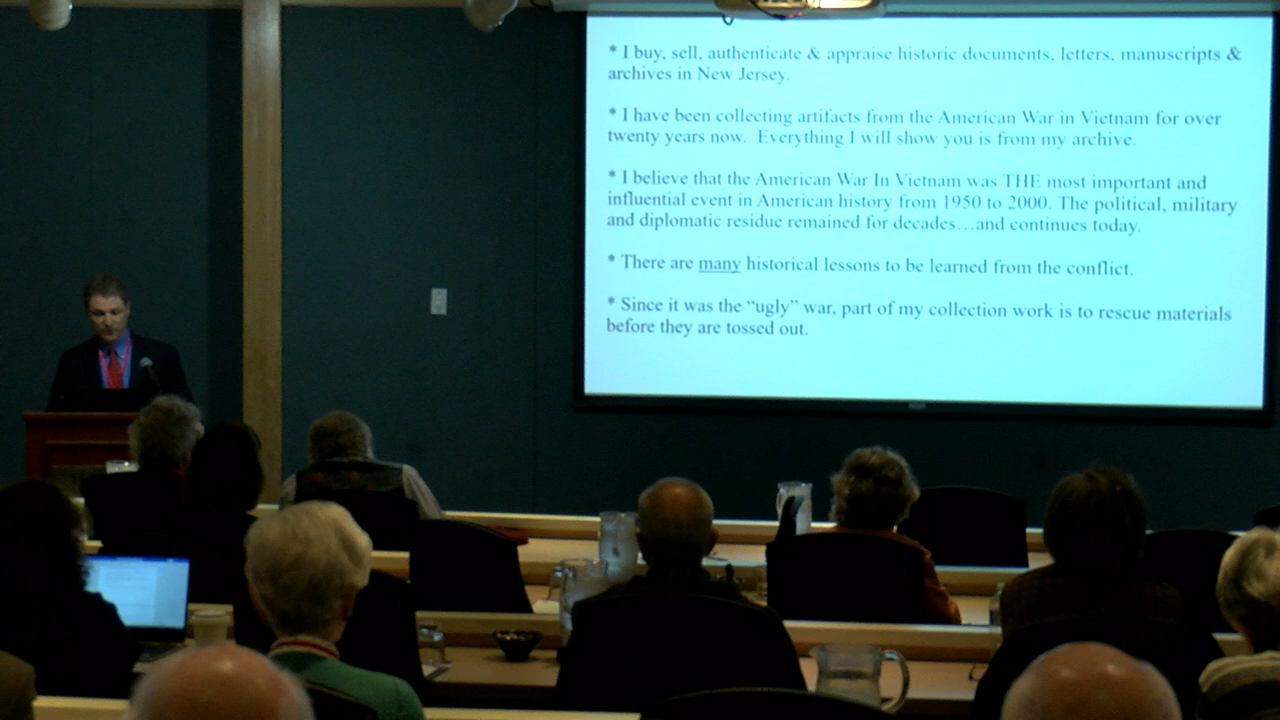 * I buy, sell, authenticate & appraise historic documents, letters, manuscripts &
archives in New Jersey.
* I have been collecting artifacts from the American War in Vietnam for over
twenty years now. Everything I will show you is from my archive.
* I believe that the American War In Vietnam was THE most important and
influential event in American history from 1950 to 2000. The political, military
and diplomatic residue remained for decades…and continues today.
* There are many historical lessons to be learned from the conflict.
* Since it was the “ugly” war, part of my collection work is to rescue materials
before they are tossed out.